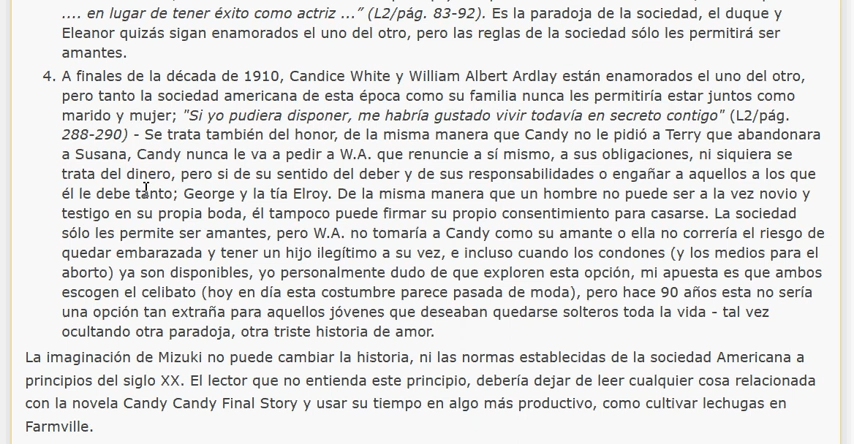 .... en lugar de tener éxito como actriz ..." (L2/pág. 83-92). Es la paradoja de la sociedad, el duque y
Eleanor quizás sigan enamorados el uno del otro, pero las reglas de la sociedad sólo les permitirá ser
amantes.
4. A finales de la década de 1910, Candice White y William Albert Ardlay están enamorados el uno del otro,
pero tanto la sociedad americana de esta época como su familia nunca les permitiría estar juntos como
marido y mujer; "Si yo pudiera disponer, me habría gustado vivir todavía en secreto contigo" (L2/pág.
288-290) - Se trata también del honor, de la misma manera que Candy no le pidió a Terry que abandonara
a Susana, Candy nunca le va a pedir a W.A. que renuncie a sí mismo, a sus obligaciones, ni siquiera se
trata del dinero, pero si de su sentido del deber y de sus responsabilidades o engañar a aquellos a los que
él le debe tanto; George y la tía Elroy. De la misma manera que un hombre no puede ser a la vez novio y
testigo en su propia boda, él tampoco puede firmar su propio consentimiento para casarse. La sociedad
sólo les permite ser amantes, pero W.A. no tomaría a Candy como su amante o ella no correría el riesgo de
quedar embarazada y tener un hijo ilegítimo a su vez, e incluso cuando los condones (y los medios para el
aborto) ya son disponibles, yo personalmente dudo de que exploren esta opción, mi apuesta es que ambos
escogen el celibato (hoy en día esta costumbre parece pasada de moda), pero hace 90 años esta no sería
una opción tan extraña para aquellos jóvenes que deseaban quedarse solteros toda la vida - tal vez
ocultando otra paradoja, otra triste historia de amor.
La imaginación de Mizuki no puede cambiar la historia, ni las normas establecidas de la sociedad Americana a
principios del siglo XX. El lector que no entienda este principio, debería dejar de leer cualquier cosa relacionada
con la novela Candy Candy Final Story y usar su tiempo en algo más productivo, como cultivar lechugas en
Farmville.